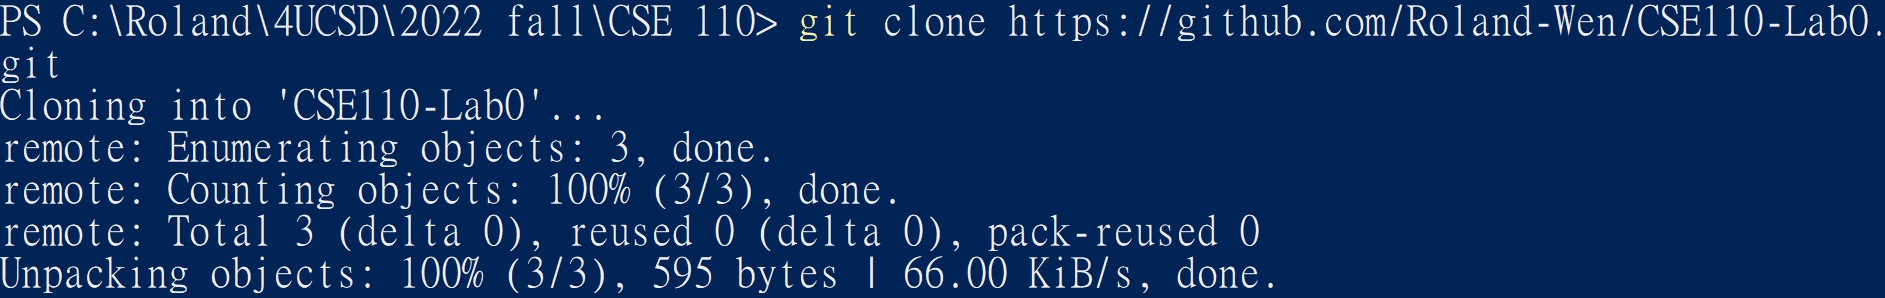 PS C:\Roland\4UCSD\2022 fall\CSE 110> git clone https://github.com/Roland-Wen/CSE110-Lab0.
git
Cloning into 'CSE110-Lab0'...
remote: Enumerating objects: 3, done.
remote: Counting objects: 100% (3/3), done.
remote: Total 3 (delta 0), reused 0 (delta 0), pack-reused 0
Unpacking objects: 100% (3/3), 595 bytes | 66.00 KiB/s, done.